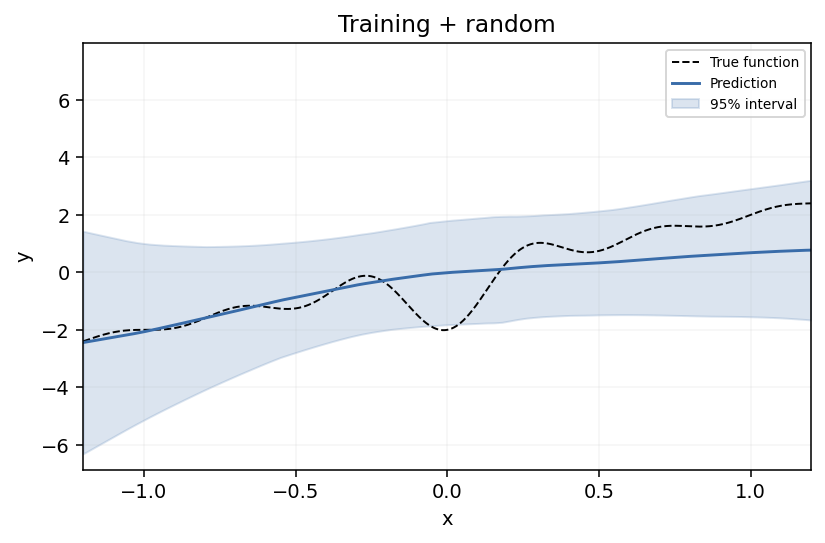 Training + random
True function
Prediction
95% interval
6
4
2
0
−2
−4
−6
y
−1.0 −0.5 0.0 0.5 1.0
x